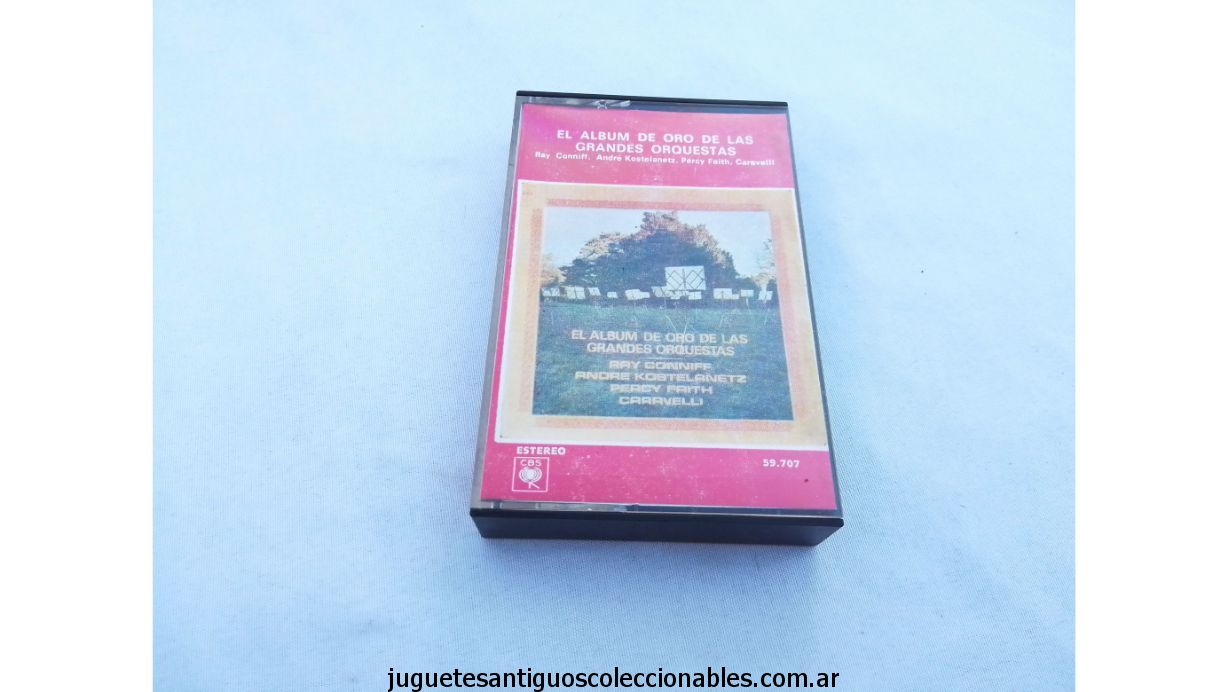 EL ALBUM DE ORO DE LAS
GRANDES ORQUESTAS
Ray Conniff, André Kostelanetz, Percy Faith, Caravelli
EL ALBUM DE ORO DE LAS
GRANDES ORQUESTAS
RAY CONNIFF
ANDRE KOSTELANETZ
PERCY FAITH
CARAVELLI
ESTEREO
CBS
59.707
juguetesantiguoscoleccionables.com.ar